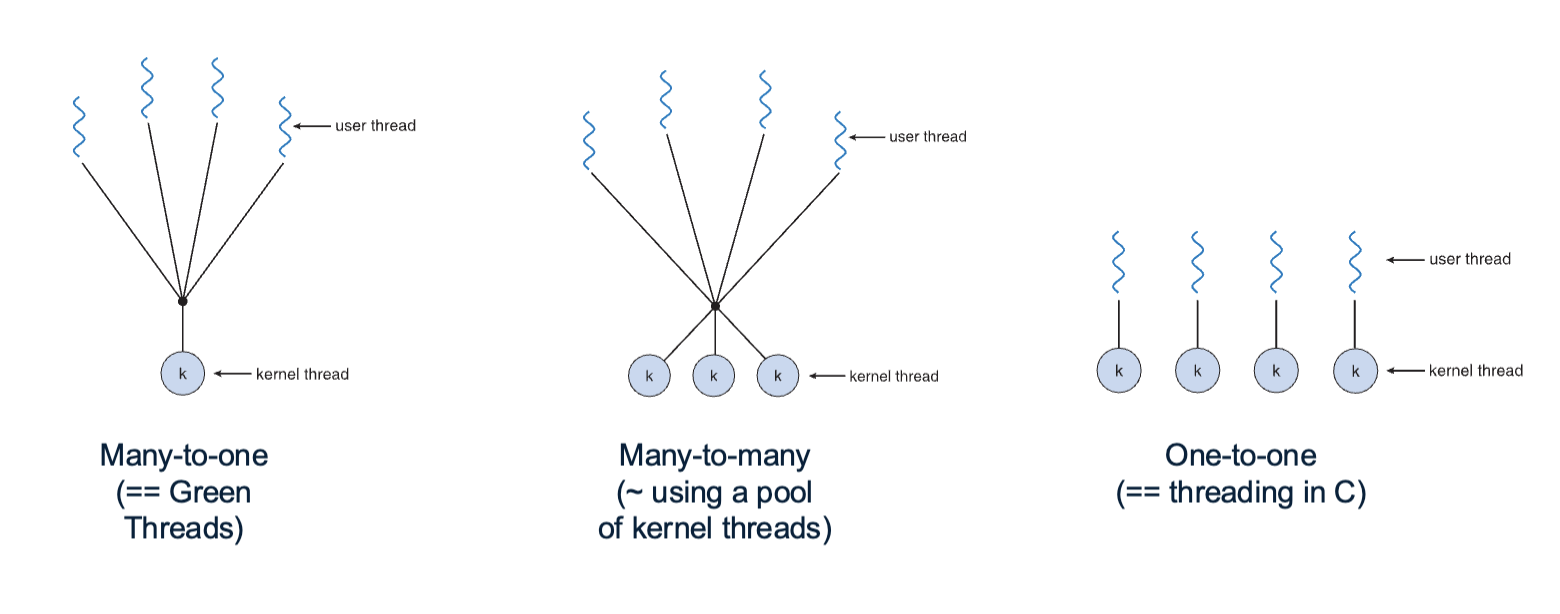 user thread
k
kernel thread
Many-to-one
(== Green
Threads)
user thread
k
k
k
kernel thread
Many-to-many
(~ using a pool
of kernel threads)
user thread
k
k
k
k
kernel thread
One-to-one
(== threading in C)